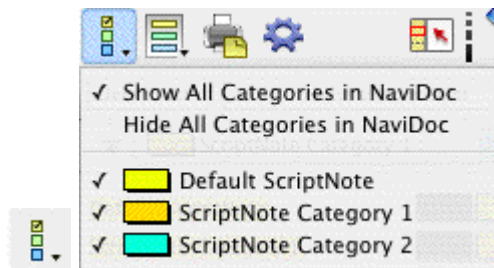 Show All Categories in NaviDoc
Hide All Categories in NaviDoc
Default ScriptNote
ScriptNote Category 1
ScriptNote Category 2